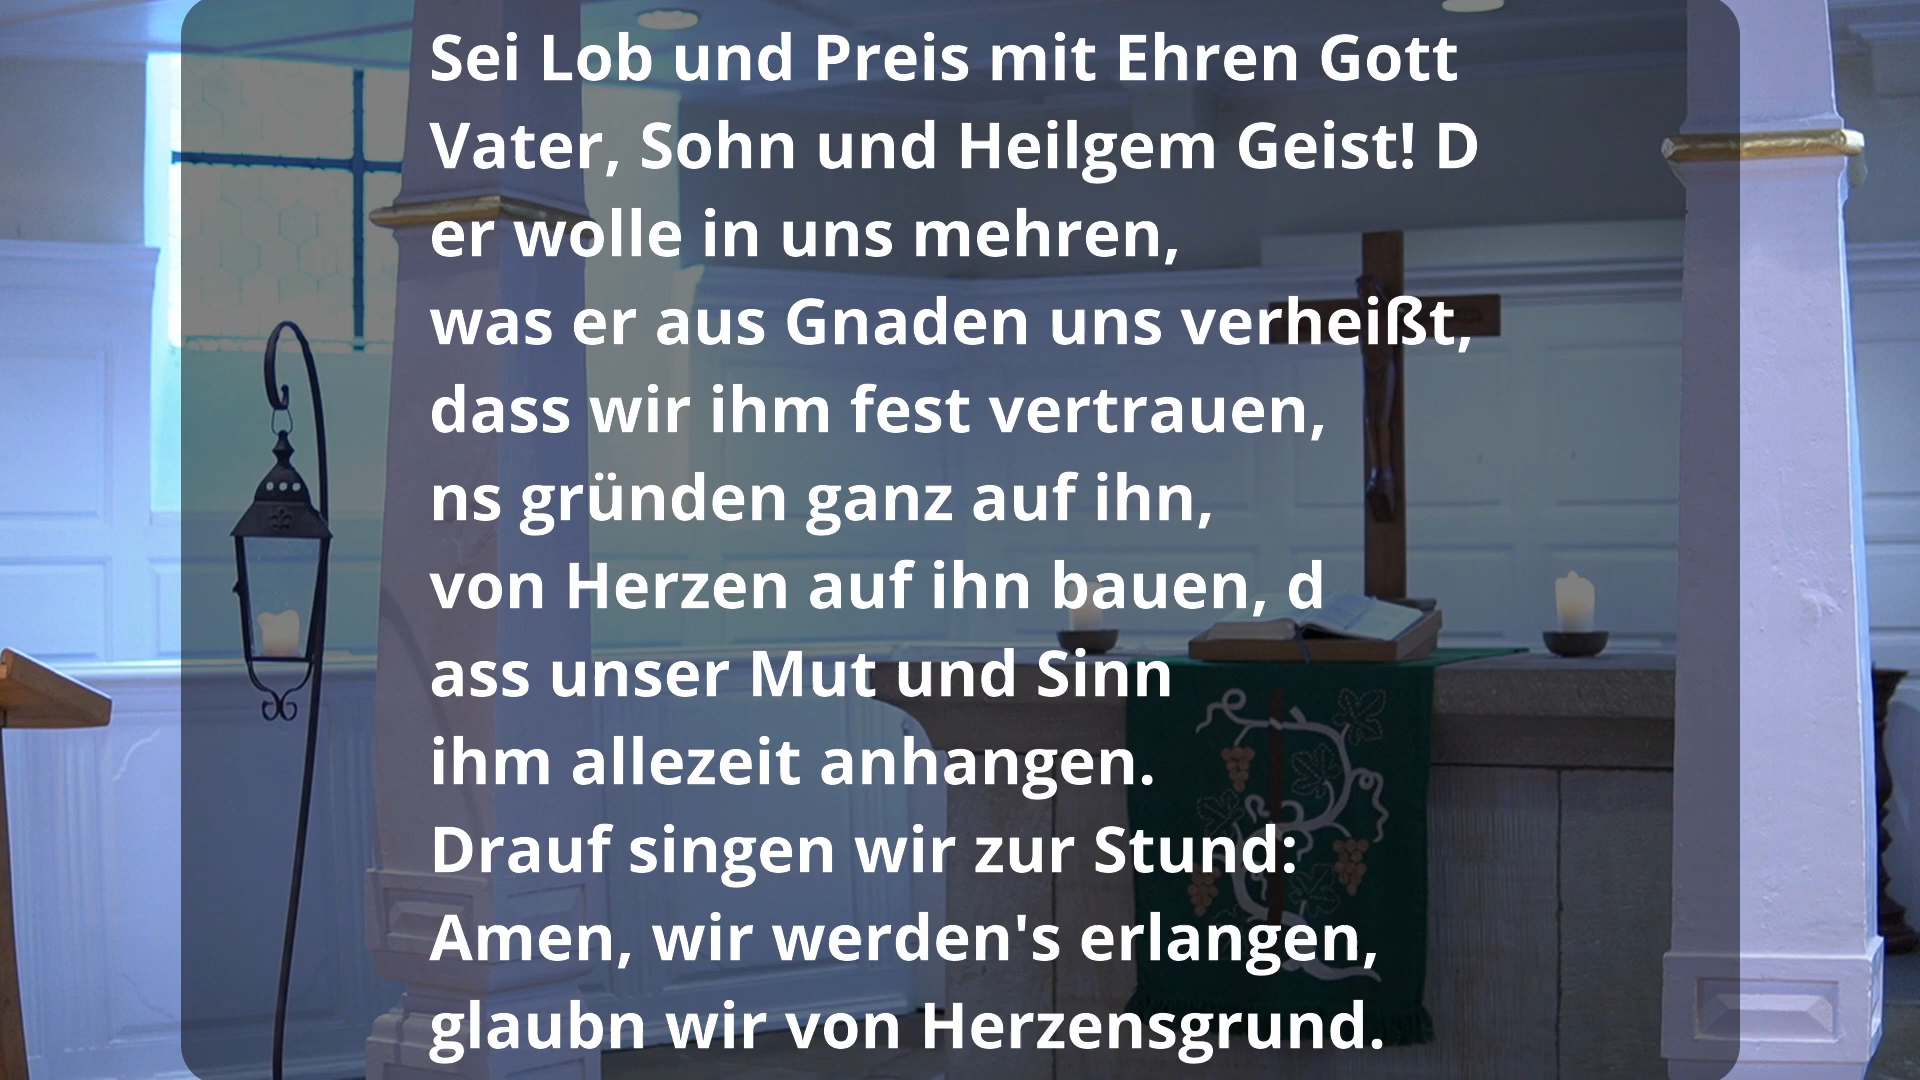 Sei Lob und Preis mit Ehren Gott
Vater, Sohn und Heilgem Geist! D
er wolle in uns mehren,
was er aus Gnaden uns verheißt,
dass wir ihm fest vertrauen,
ns gründen ganz auf ihn,
von Herzen auf ihn bauen, d
ass unser Mut und Sinn
ihm allezeit anhangen.
Drauf singen wir zur Stund:
Amen, wir werden's erlangen,
glaubn wir von Herzensgrund.